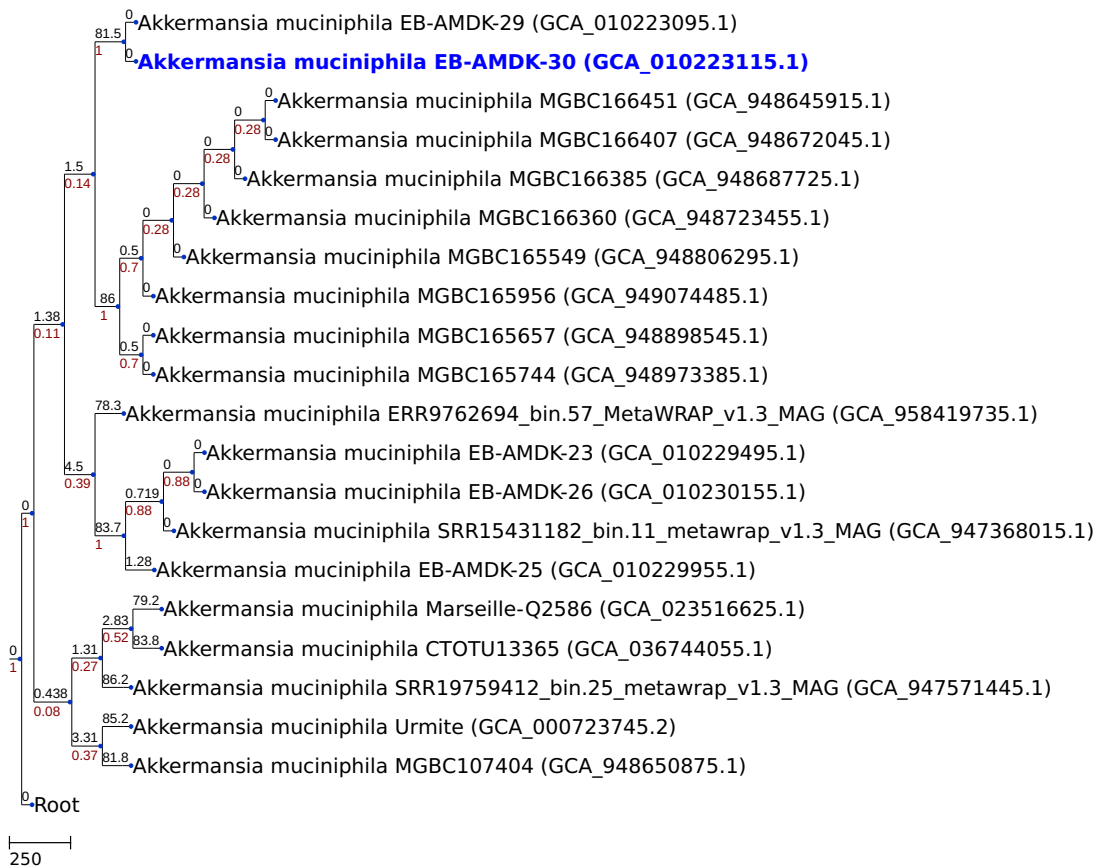 0
Akkermansia muciniphila EB-AMDK-29 (GCA_010223095.1)
81.5
1
0
Akkermansia muciniphila EB-AMDK-30 (GCA_010223115.1)
0
Akkermansia muciniphila MGBC166451 (GCA_948645915.1)
0
0.28
0
Akkermansia muciniphila MGBC166407 (GCA_948672045.1)
0
0.28
1.5
0.14
0
Akkermansia muciniphila MGBC166385 (GCA_948687725.1)
0
0.28
0
Akkermansia muciniphila MGBC166360 (GCA_948723455.1)
0
0.28
0
Akkermansia muciniphila MGBC165549 (GCA_948806295.1)
0.5
0.7
0
Akkermansia muciniphila MGBC165956 (GCA_949074485.1)
86
1
1.38
0.11
0
Akkermansia muciniphila MGBC165657 (GCA_948898545.1)
0.5
0.7
0
Akkermansia muciniphila MGBC165744 (GCA_948973385.1)
78.3
Akkermansia muciniphila ERR9762694_bin.57_MetaWRAP_v1.3_MAG (GCA_958419735.1)
0
Akkermansia muciniphila EB-AMDK-23 (GCA_010229495.1)
4.5
0.39
0
0.88
0
Akkermansia muciniphila EB-AMDK-26 (GCA_010230155.1)
0.719
0.88
0
1
0
Akkermansia muciniphila SRR15431182_bin.11_metawrap_v1.3_MAG (GCA_947368015.1)
83.7
1
1.28
Akkermansia muciniphila EB-AMDK-25 (GCA_010229955.1)
79.2
Akkermansia muciniphila Marseille-Q2586 (GCA_023516625.1)
2.83
0.52
83.8
Akkermansia muciniphila CTOTU13365 (GCA_036744055.1)
0
1
1.31
0.27
86.2
Akkermansia muciniphila SRR19759412_bin.25_metawrap_v1.3_MAG (GCA_947571445.1)
0.438
0.08
85.2
Akkermansia muciniphila Urmite (GCA_000723745.2)
3.31
0.37
81.8
Akkermansia muciniphila MGBC107404 (GCA_948650875.1)
0
Root
250